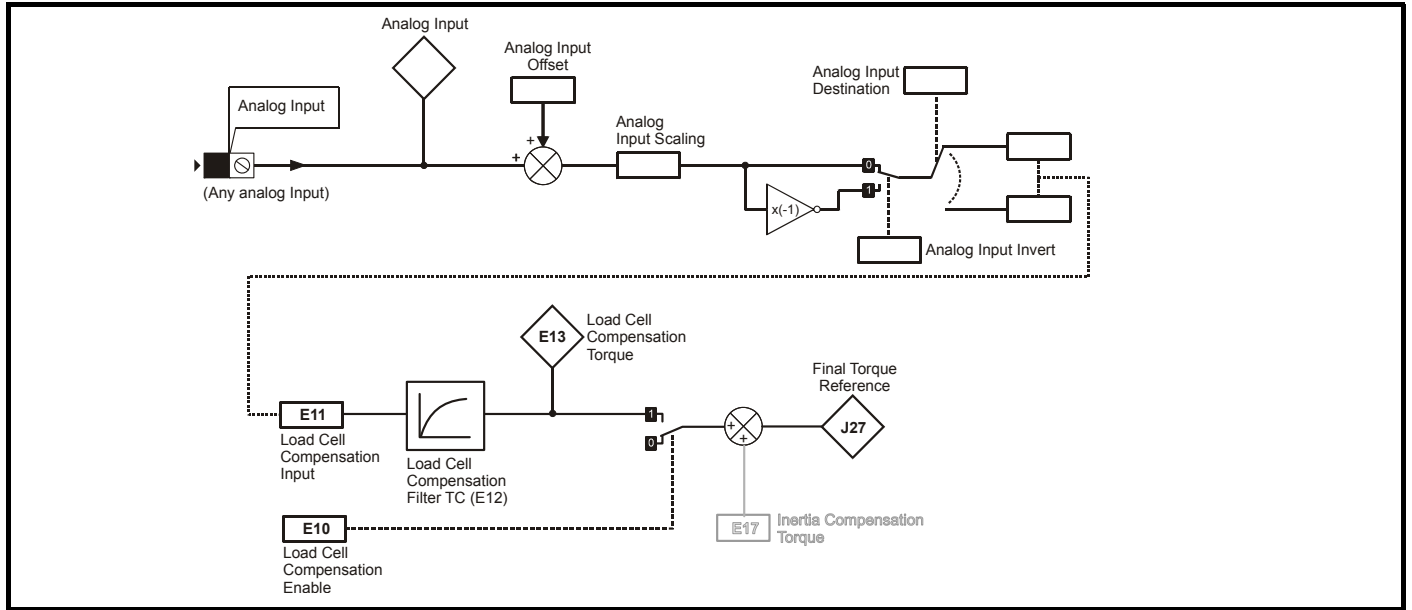 Analog Input
Analog Input
Offset
Analog Input
Destination
Analog Input
Analog
Input Scaling
+
+
0
1
(Any analog Input)
x(-1)
Analog Input Invert
E13
Load Cell
Compensation
Torque
Final Torque
Reference
E11
1
0
+
+
J27
Load Cell
Compensation
Input
Load Cell
Compensation
Filter TC (E12)
E10
E17
Inertia Compensation
Torque
Load Cell
Compensation
Enable